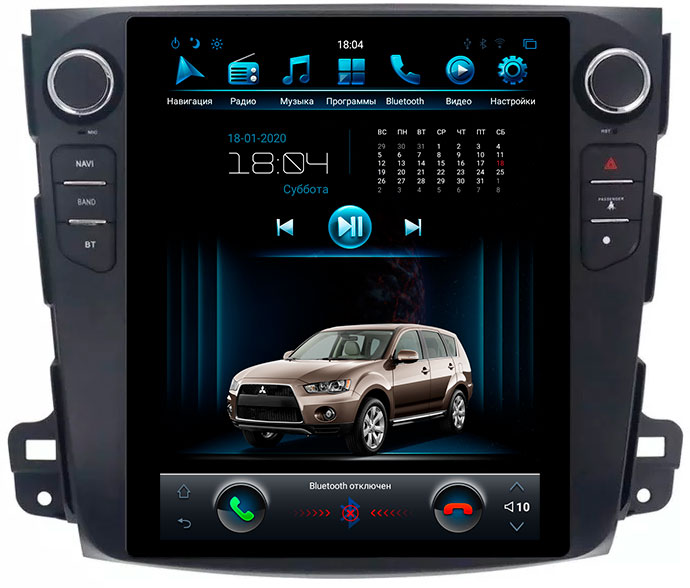 18:04
Навигация Радио Музыка Программы Bluetooth Видео Настройки
MIC
RST
NAVI
BAND
BT
PASSENGER
18-01-2020
18:04
Суббота
ВС ПН ВТ СР ЧТ ПТ СБ
29 30 31 1 2 3 4
5 6 7 8 9 10 11
12 13 14 15 16 17 18
19 20 21 22 23 24 25
26 27 28 29 30 31 1
2 3 4 5 6 7 8
Bluetooth отключен
10